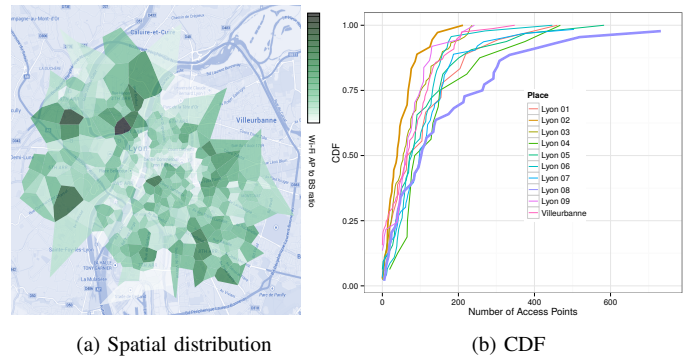 Caluire-et-Cuire
Villeurbanne
Lyon
Wi-Fi AP to BS ratio
(a) Spatial distribution
1.00
0.75
0.50
0.25
0.00
CDF
0
200
400
600
Number of Access Points
Place
Lyon 01
Lyon 02
Lyon 03
Lyon 04
Lyon 05
Lyon 06
Lyon 07
Lyon 08
Lyon 09
Villeurbanne
(b) CDF